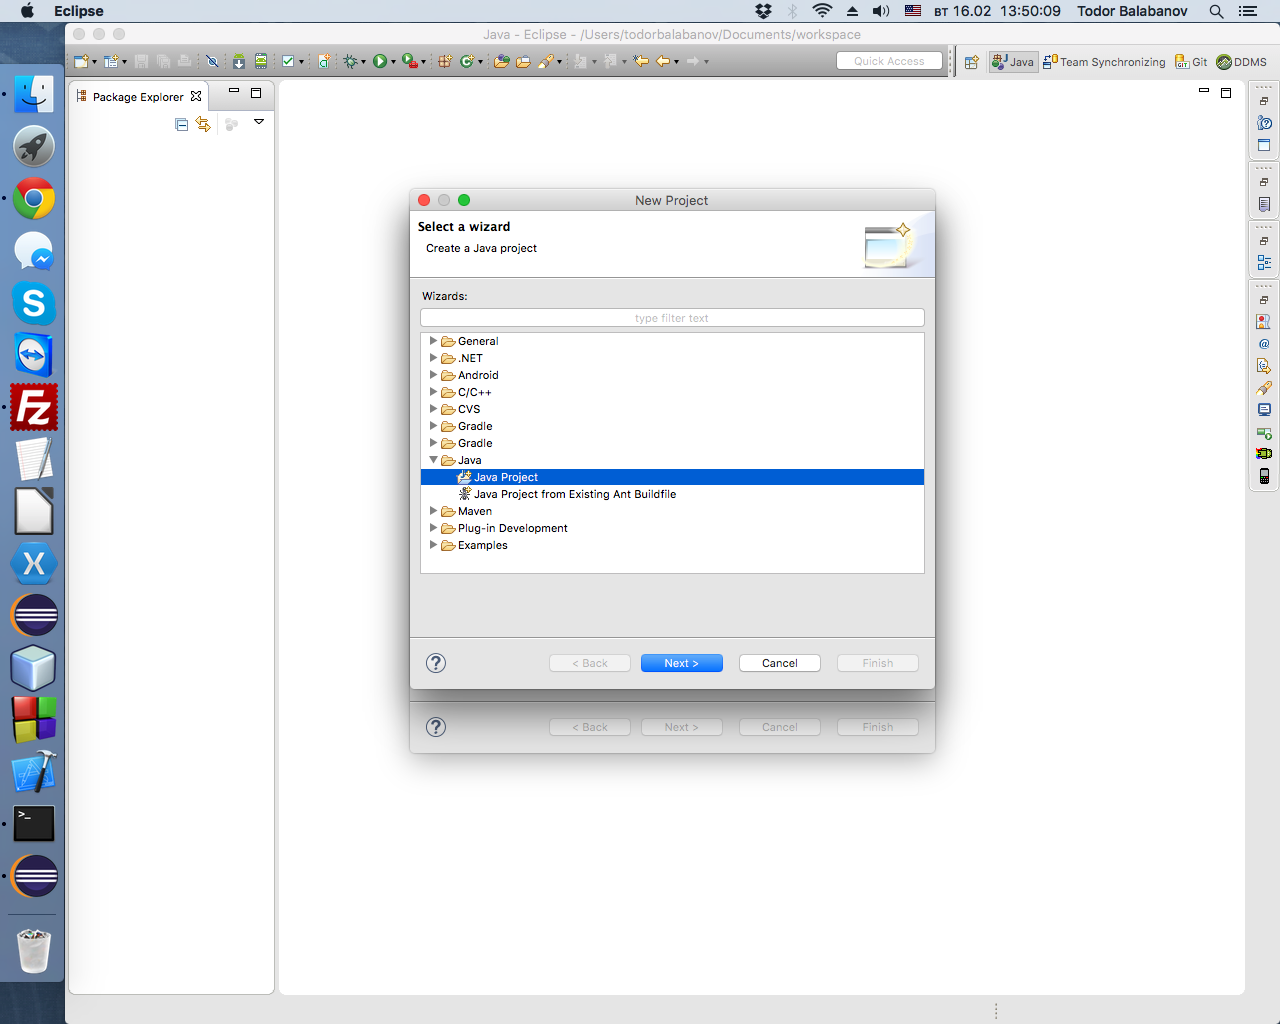 Eclipse
вт 16.02 13:50:09 Todor Balabanov
Java - Eclipse - /Users/todorbalabanov/Documents/workspace
Quick Access
Java
Team Synchronizing
Git
DDMS
Package Explorer
New Project
Select a wizard
Create a Java project
Wizards:
type filter text
General
.NET
Android
C/C++
CVS
Gradle
Gradle
Java
Java Project
Java Project from Existing Ant Buildfile
Maven
Plug-in Development
Examples
? < Back Next > Cancel Finish
? < Back Next > Cancel Finish
S
Fz
X
>_
@